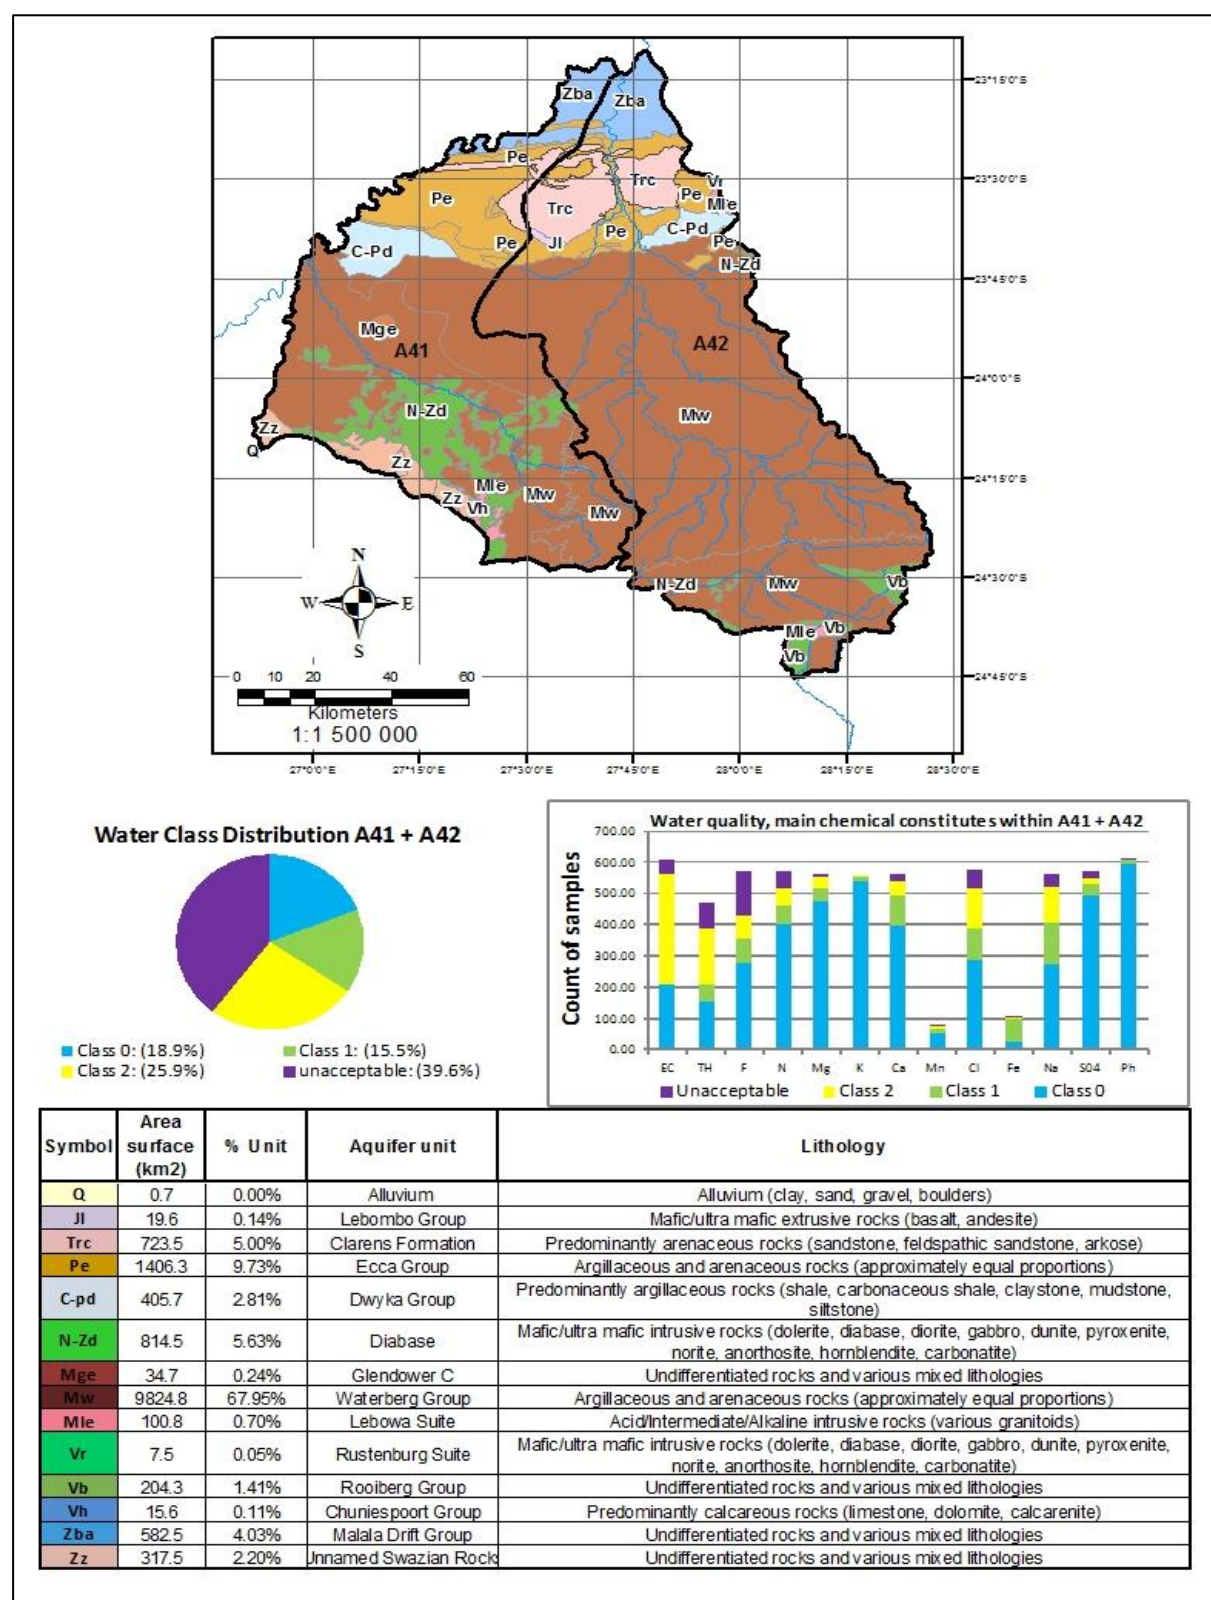 Zba
Zba
23°15'0"S
Pe
23°30'0"S
Trc
Vr
Pe
Pe
Mle
Trc
C-Pd
Pe
Pe
Jl
Pe
C-Pd
N-Zd
23°45'0"S
Mge
A41
A42
24°0'0"S
N-Zd
Mw
Zz
Q
Zz
24°15'0"S
Mle
Zz
Mw
Vh
Mw
N
W
E
S
N-Zd
Mw
Vb
24°30'0"S
Mle
Vb
Vb
24°45'0"S
0 10 20 40 60
Kilometers
1:1 500 000
27°0'0"E 27°15'0"E 27°30'0"E 27°45'0"E 28°0'0"E 28°15'0"E 28°30'0"E
Water Class Distribution A41 + A42
Class 0: (18.9%) Class 1: (15.5%)
Class 2: (25.9%) unacceptable: (39.6%)
Water quality, main chemical constitutes within A41 + A42
Count of samples
700.00
600.00
500.00
400.00
300.00
200.00
100.00
0.00
EC TH F N Mg K Ca Mn Cl Fe Na S04 Ph
Unacceptable Class 2 Class 1 Class 0
Symbol Area surface (km2) % Unit Aquifer unit Lithology
Q 0.7 0.00% Alluvium Alluvium (clay, sand, gravel, boulders)
Jl 19.6 0.14% Lebombo Group Mafic/ultra mafic extrusive rocks (basalt, andesite)
Trc 723.5 5.00% Clarens Formation Predominantly arenaceous rocks (sandstone, feldspathic sandstone, arkose)
Pe 1406.3 9.73% Ecca Group Argillaceous and arenaceous rocks (approximately equal proportions)
C-pd 405.7 2.81% Dwyka Group Predominantly argillaceous rocks (shale, carbonaceous shale, claystone, mudstone,
siltstone)
N-Zd 814.5 5.63% Diabase Mafic/ultra mafic intrusive rocks (dolerite, diabase, diorite, gabbro, dunite, pyroxenite,
norite, anorthosite, hornblendite, carbonatite)
Mge 34.7 0.24% Glendower C Undifferentiated rocks and various mixed lithologies
Mw 9824.8 67.95% Waterberg Group Argillaceous and arenaceous rocks (approximately equal proportions)
Mle 100.8 0.70% Lebowa Suite Acid/Intermediate/Alkaline intrusive rocks (various granitoids)
Vr 7.5 0.05% Rustenburg Suite Mafic/ultra mafic intrusive rocks (dolerite, diabase, diorite, gabbro, dunite, pyroxenite,
norite, anorthosite, hornblendite, carbonatite)
Vb 204.3 1.41% Rooiberg Group Undifferentiated rocks and various mixed lithologies
Vh 15.6 0.11% Chuniespoort Group Predominantly calcareous rocks (limestone, dolomite, calcarenite)
Zba 582.5 4.03% Malala Drift Group Undifferentiated rocks and various mixed lithologies
Zz 317.5 2.20% Jnnamed Swazian Rock Undifferentiated rocks and various mixed lithologies